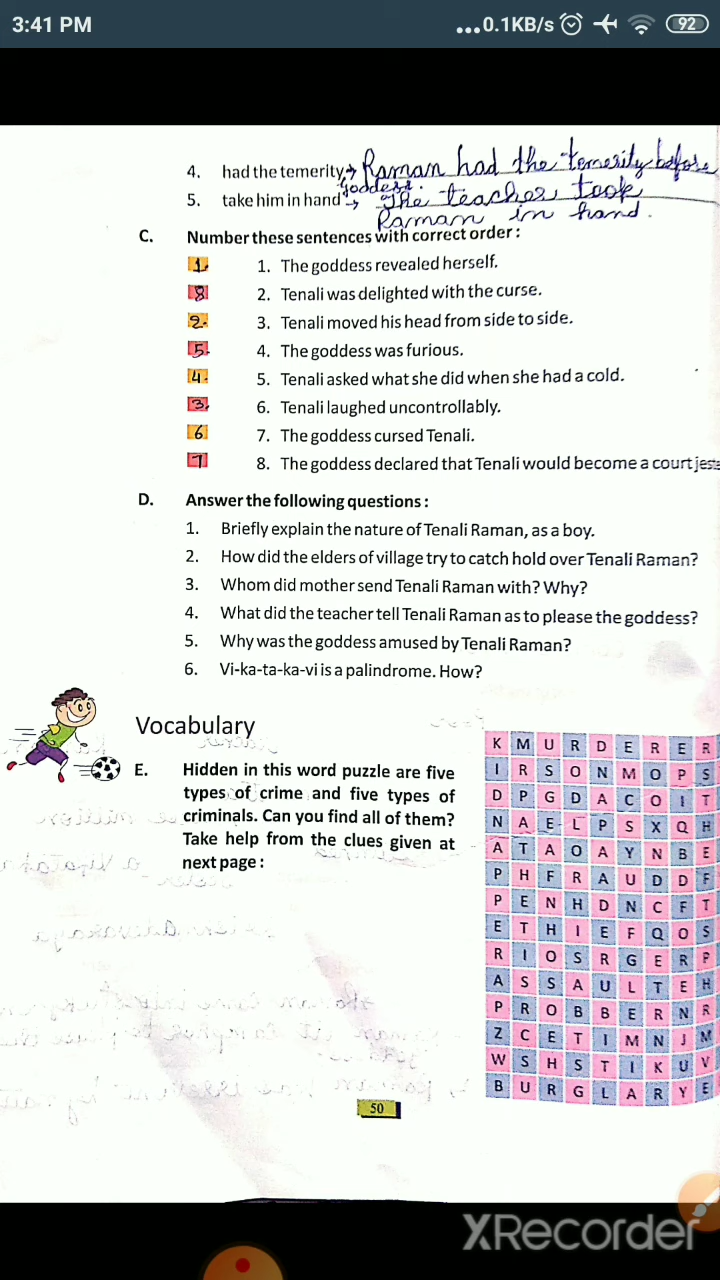 3:41 PM ...0.1KB/s 92
4. had the temerity → Raman had the temerity before
goddess.
5. take him in hand → The teacher took
Raman in hand.
C. Number these sentences with correct order :
1. 1. The goddess revealed herself.
8 2. Tenali was delighted with the curse.
2. 3. Tenali moved his head from side to side.
5. 4. The goddess was furious.
4. 5. Tenali asked what she did when she had a cold.
3. 6. Tenali laughed uncontrollably.
6 7. The goddess cursed Tenali.
7 8. The goddess declared that Tenali would become a court jeste
D. Answer the following questions :
1. Briefly explain the nature of Tenali Raman, as a boy.
2. How did the elders of village try to catch hold over Tenali Raman?
3. Whom did mother send Tenali Raman with? Why?
4. What did the teacher tell Tenali Raman as to please the goddess?
5. Why was the goddess amused by Tenali Raman?
6. Vi-ka-ta-ka-vi is a palindrome. How?
Vocabulary
E. Hidden in this word puzzle are five
types of crime and five types of
criminals. Can you find all of them?
Take help from the clues given at
next page :
K M U R D E R E R
I R S O N M O P S
D P G D A C O I T
N A E L P S X Q H
A T A O A Y N B E
P H F R A U D D F
P E N H D N C F T
E T H I E F Q O S
R I O S R G E R P
A S S A U L T E H
P R O B B E R N R
Z C E T I M N J M
W S H S T I K U V
B U R G L A R Y E
50
XRecorder